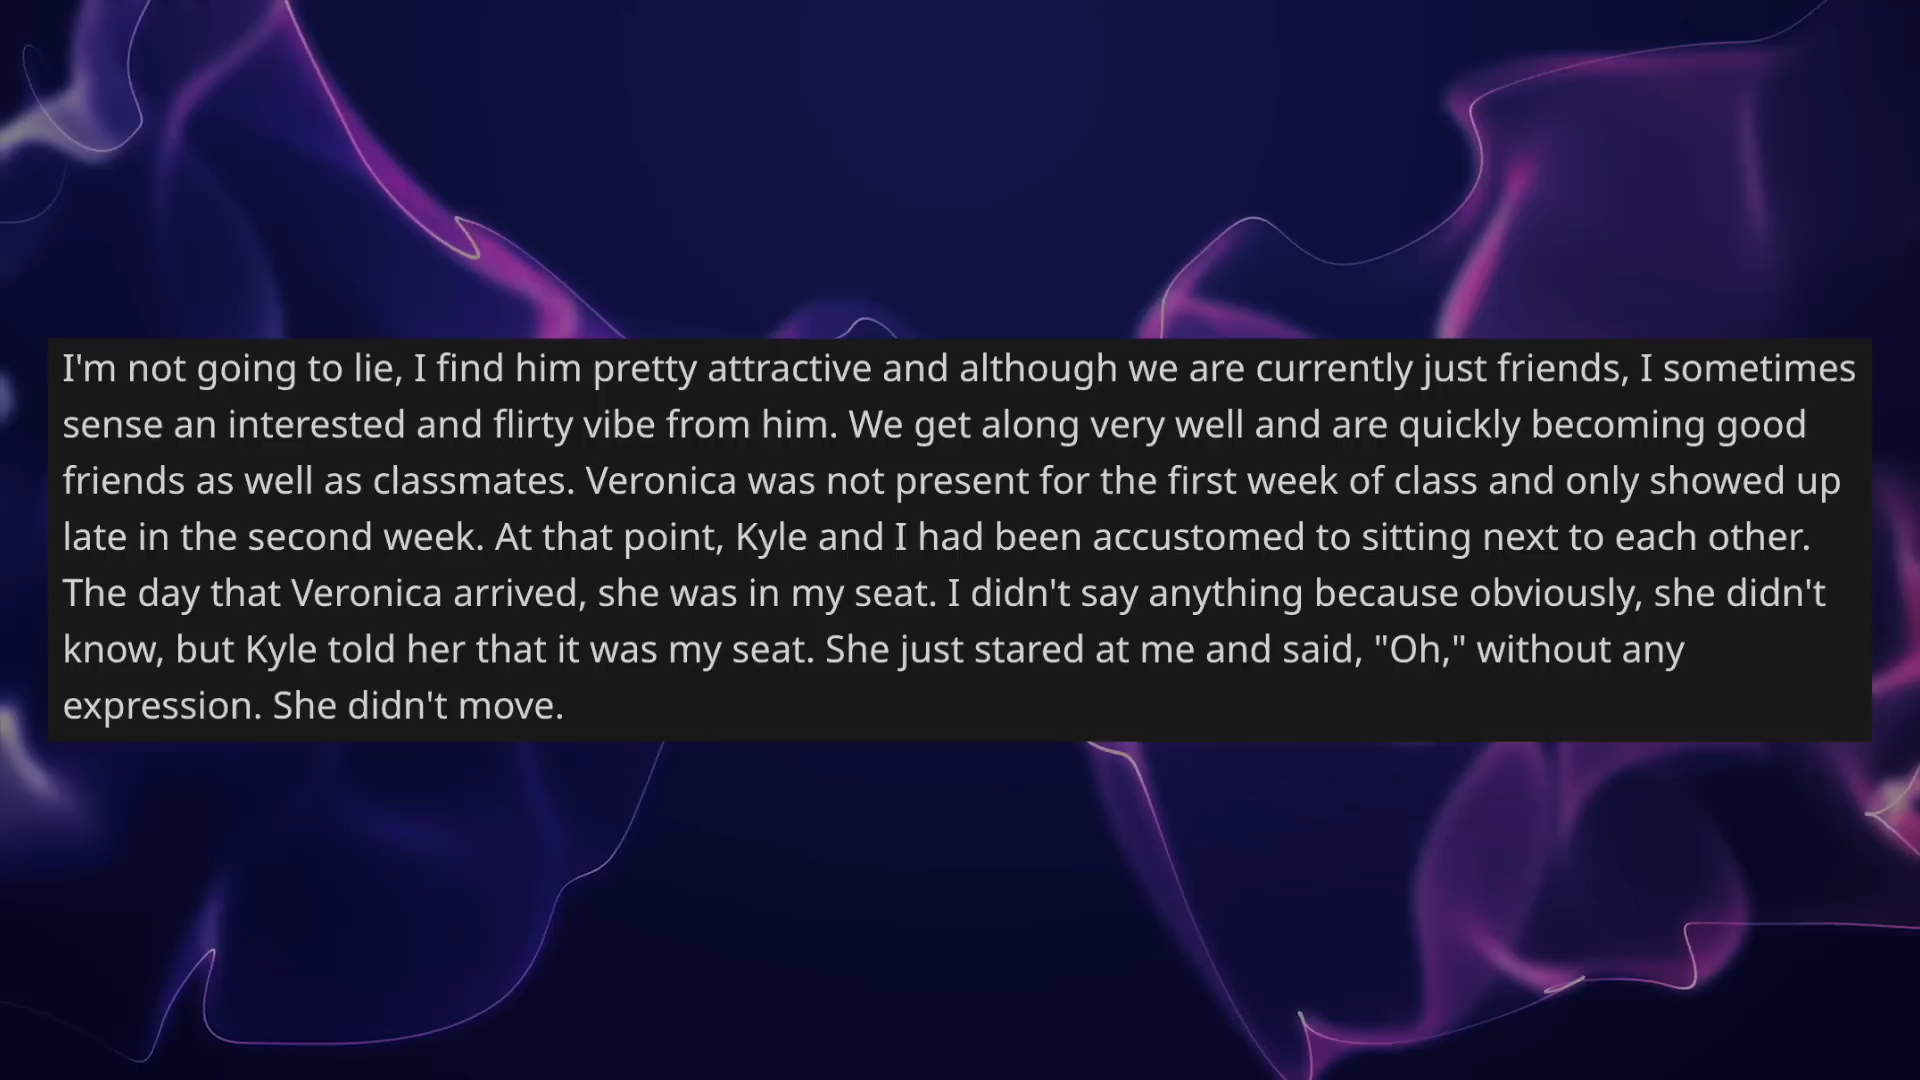 I'm not going to lie, I find him pretty attractive and although we are currently just friends, I sometimes
sense an interested and flirty vibe from him. We get along very well and are quickly becoming good
friends as well as classmates. Veronica was not present for the first week of class and only showed up
late in the second week. At that point, Kyle and I had been accustomed to sitting next to each other.
The day that Veronica arrived, she was in my seat. I didn't say anything because obviously, she didn't
know, but Kyle told her that it was my seat. She just stared at me and said, "Oh," without any
expression. She didn't move.